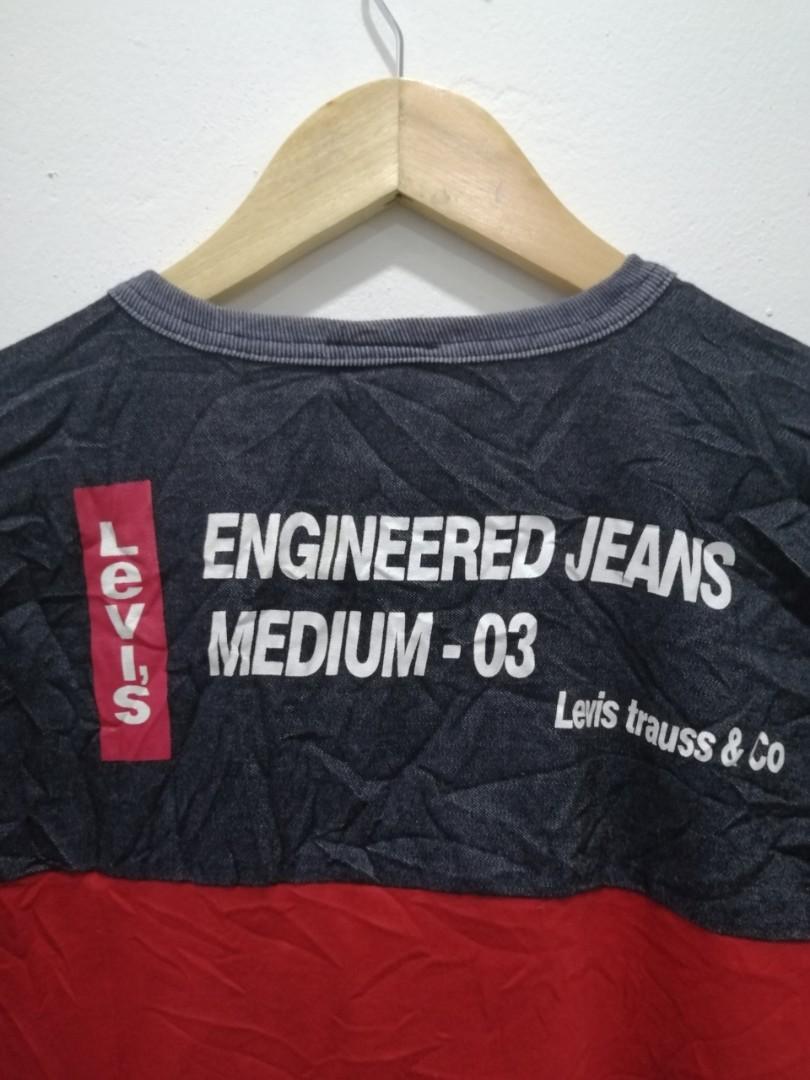 Levi's
ENGINEERED JEANS
MEDIUM - 03
Levis trauss & Co